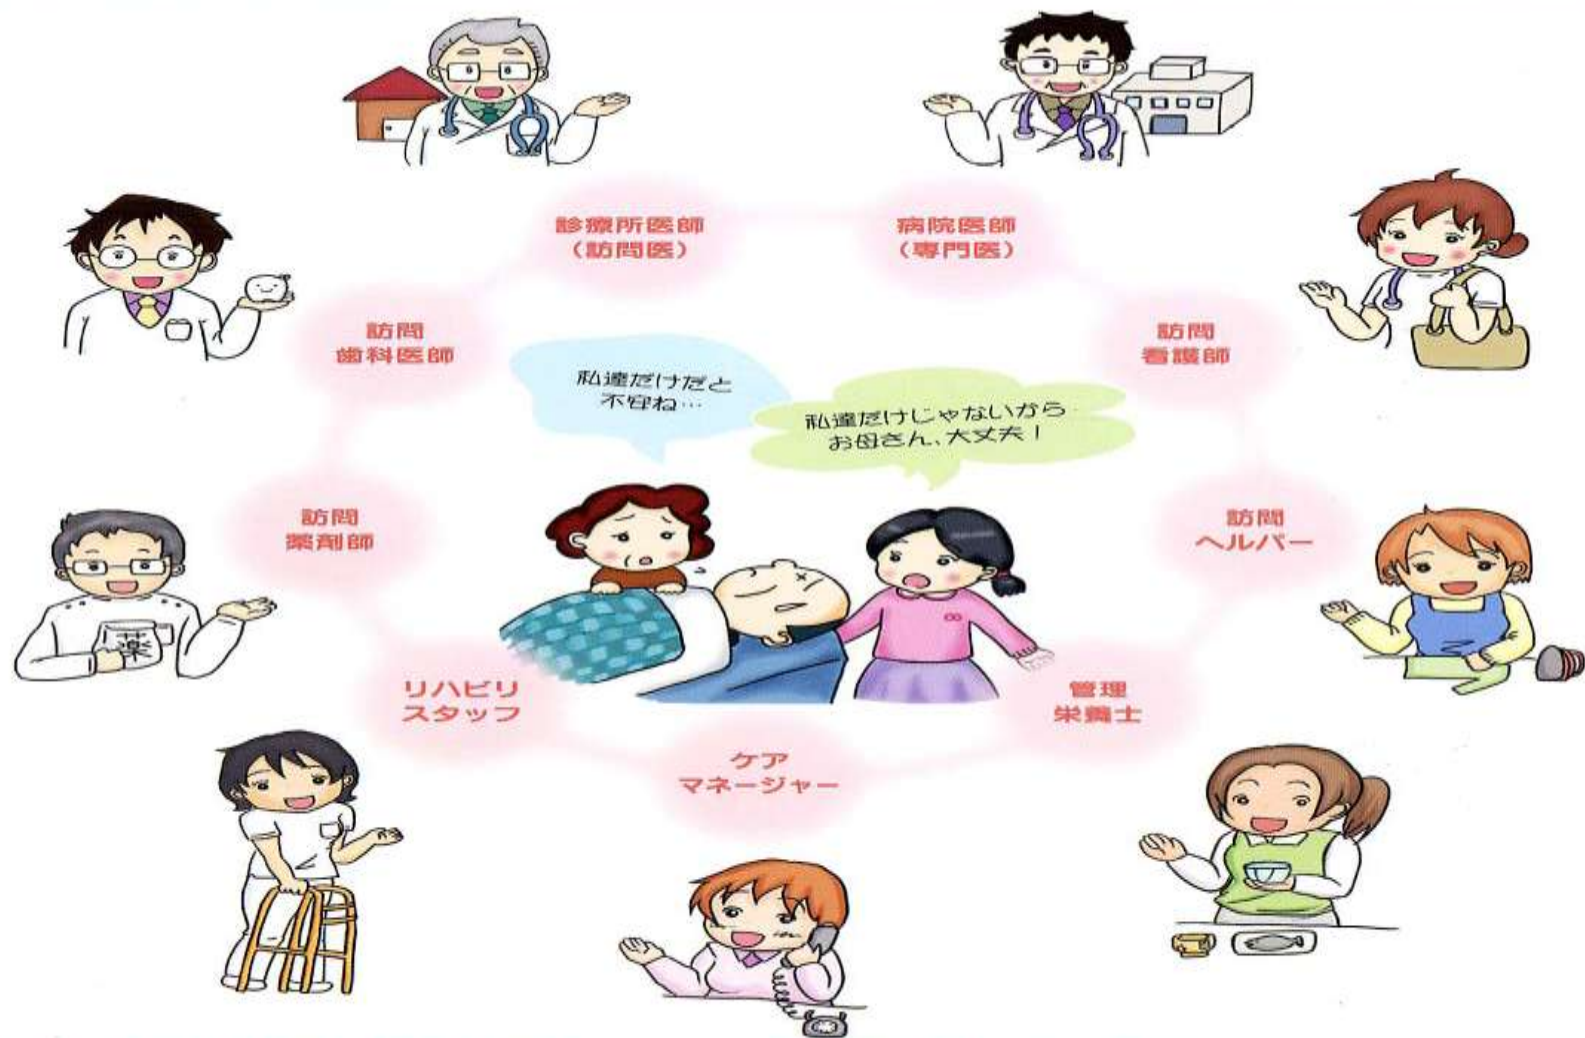 診療所医師
(訪問医)
病院医師
(専門医)
訪問
歯科医師
訪問
看護師
私達だけだと
不安ね…
私達だけじゃないから
お母さん、大丈夫！
訪問
薬剤師
訪問
ヘルパー
薬
リハビリ
スタッフ
管理
栄養士
ケア
マネージャー